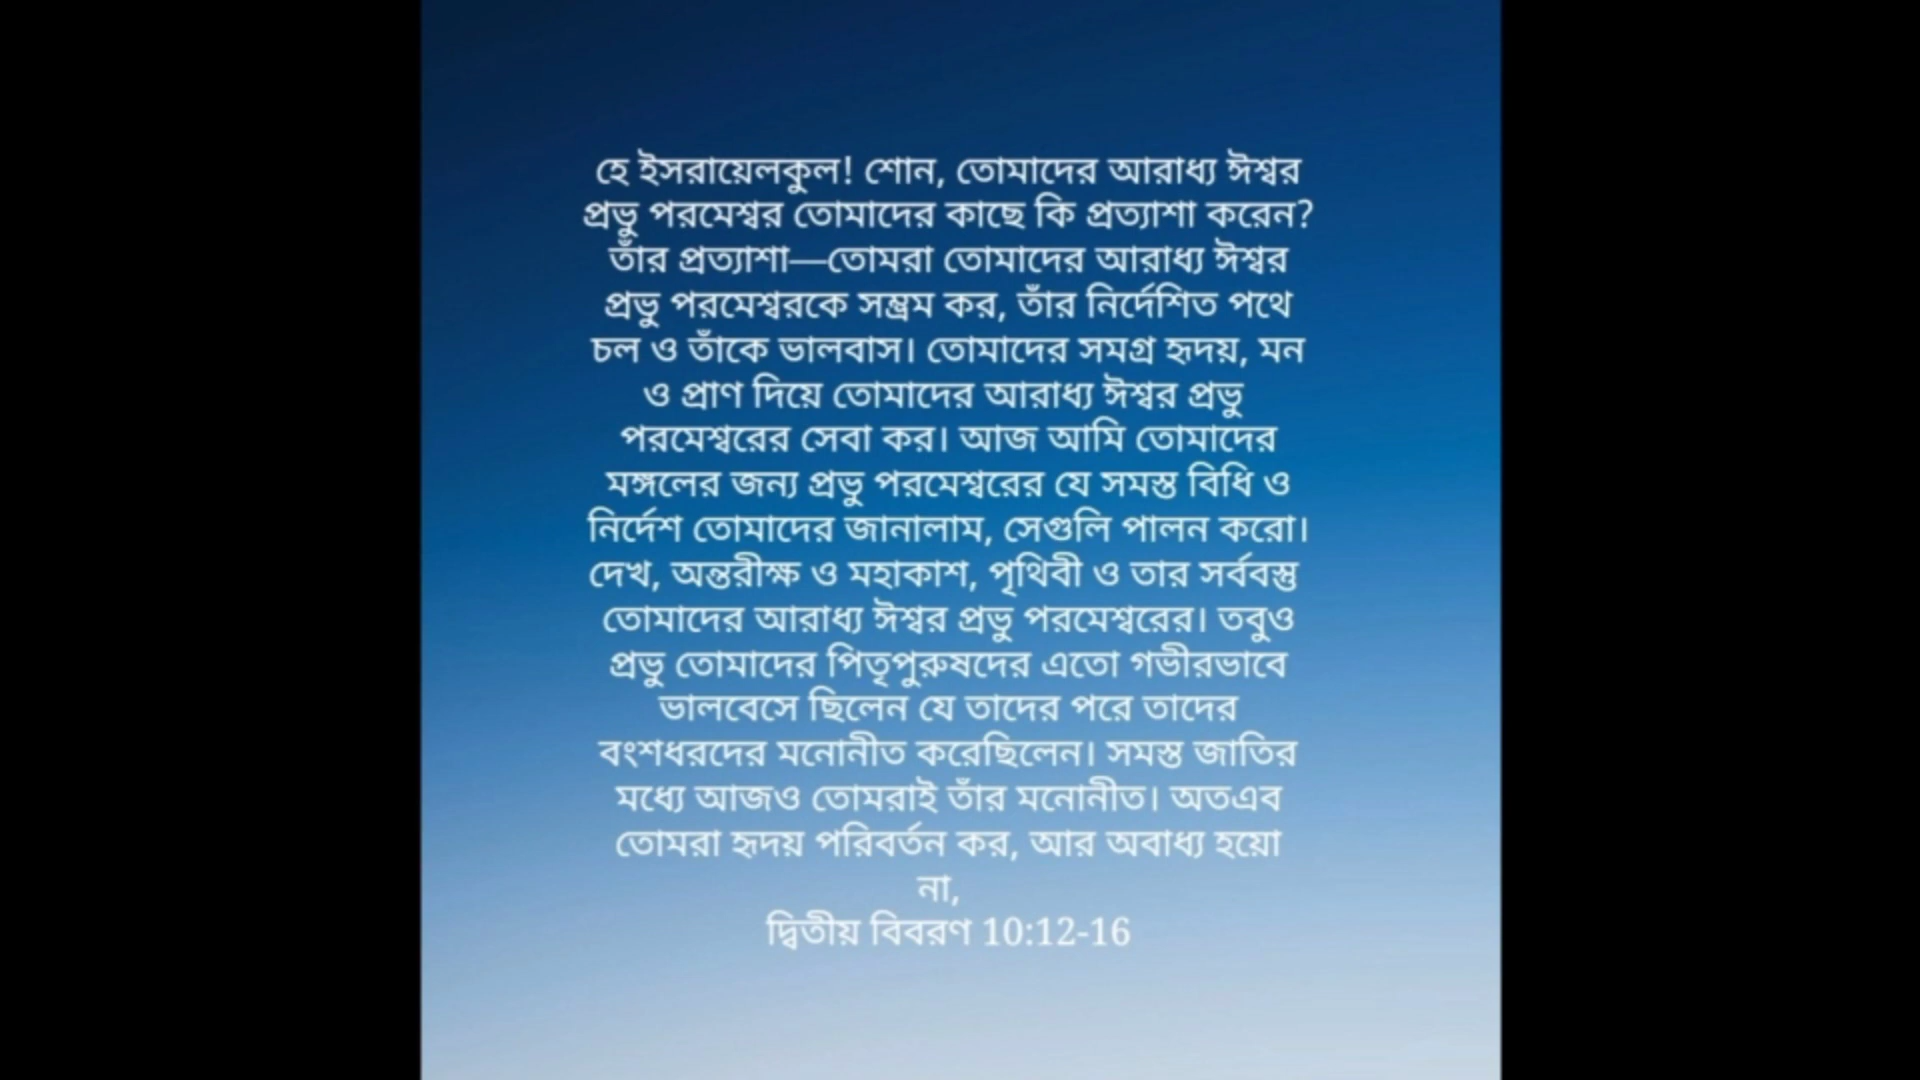 হে ইসরায়েলকুল! শোন, তোমাদের আরাধ্য ঈশ্বর
প্রভু পরমেশ্বর তোমাদের কাছে কি প্রত্যাশা করেন?
তাঁর প্রত্যাশা—তোমরা তোমাদের আরাধ্য ঈশ্বর
প্রভু পরমেশ্বরকে সম্ভ্রম কর, তাঁর নির্দেশিত পথে
চল ও তাঁকে ভালবাস। তোমাদের সমগ্র হৃদয়, মন
ও প্রাণ দিয়ে তোমাদের আরাধ্য ঈশ্বর প্রভু
পরমেশ্বরের সেবা কর। আজ আমি তোমাদের
মঙ্গলের জন্য প্রভু পরমেশ্বরের যে সমস্ত বিধি ও
নির্দেশ তোমাদের জানালাম, সেগুলি পালন করো।
দেখ, অন্তরীক্ষ ও মহাকাশ, পৃথিবী ও তার সর্ববস্তু
তোমাদের আরাধ্য ঈশ্বর প্রভু পরমেশ্বরের। তবুও
প্রভু তোমাদের পিতৃপুরুষদের এতো গভীরভাবে
ভালবেসে ছিলেন যে তাদের পরে তাদের
বংশধরদের মনোনীত করেছিলেন। সমস্ত জাতির
মধ্যে আজও তোমরাই তাঁর মনোনীত। অতএব
তোমরা হৃদয় পরিবর্তন কর, আর অবাধ্য হয়ো
না,
দ্বিতীয় বিবরণ 10:12-16